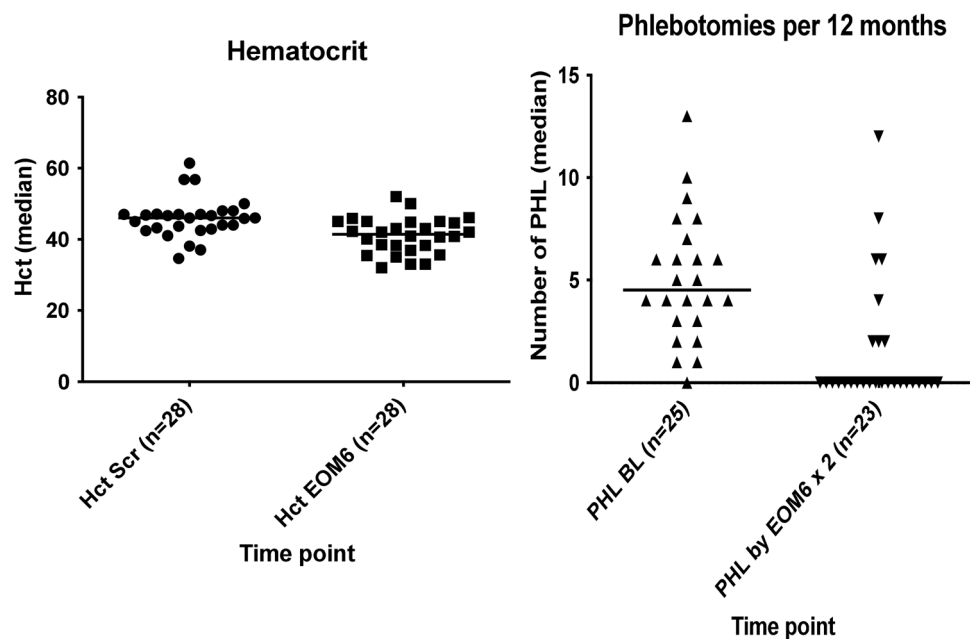 Hematocrit
Hct (median)
80
60
40
20
0
Hct Scr (n=28)
Hct EOM6 (n=28)
Time point
Phlebotomies per 12 months
Number of PHL (median)
15
10
5
0
PHL BL (n=25)
PHL by EOM6 x 2 (n=23)
Time point